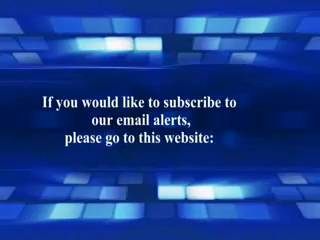 If you would like to subscribe to
our email alerts,
please go to this website: